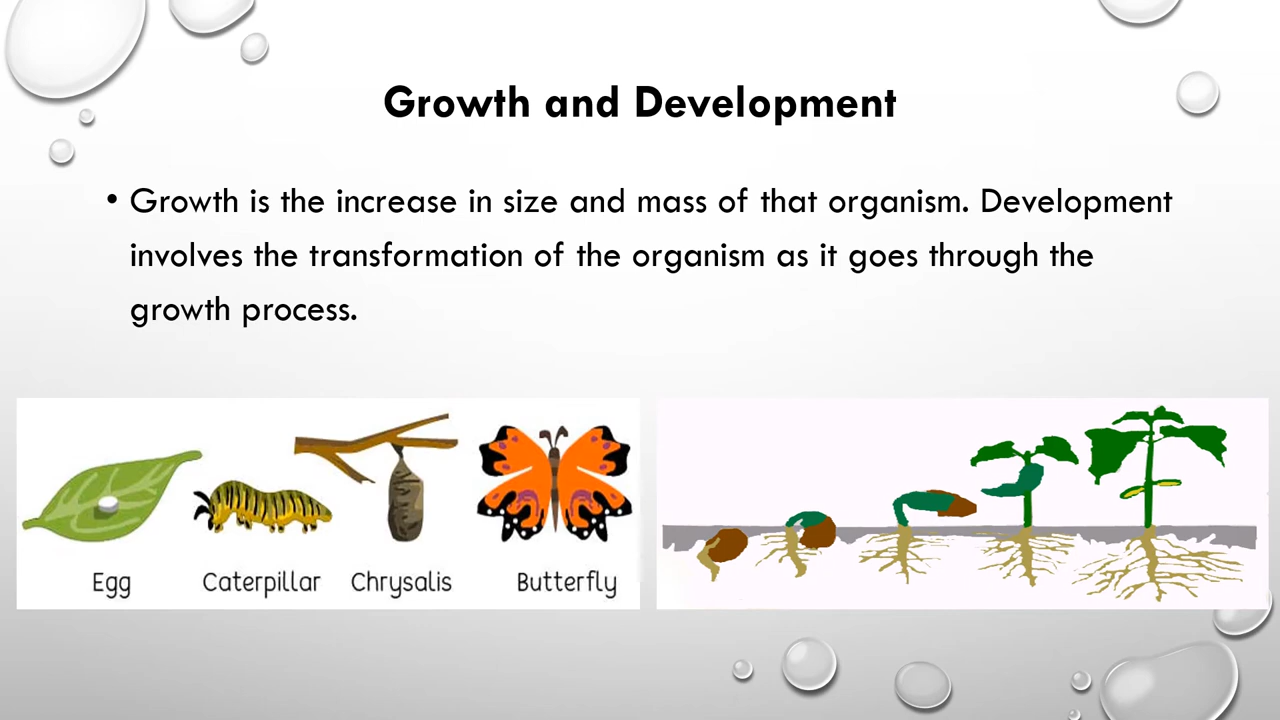 Growth and Development
• Growth is the increase in size and mass of that organism. Development
involves the transformation of the organism as it goes through the
growth process.
Egg Caterpillar Chrysalis Butterfly